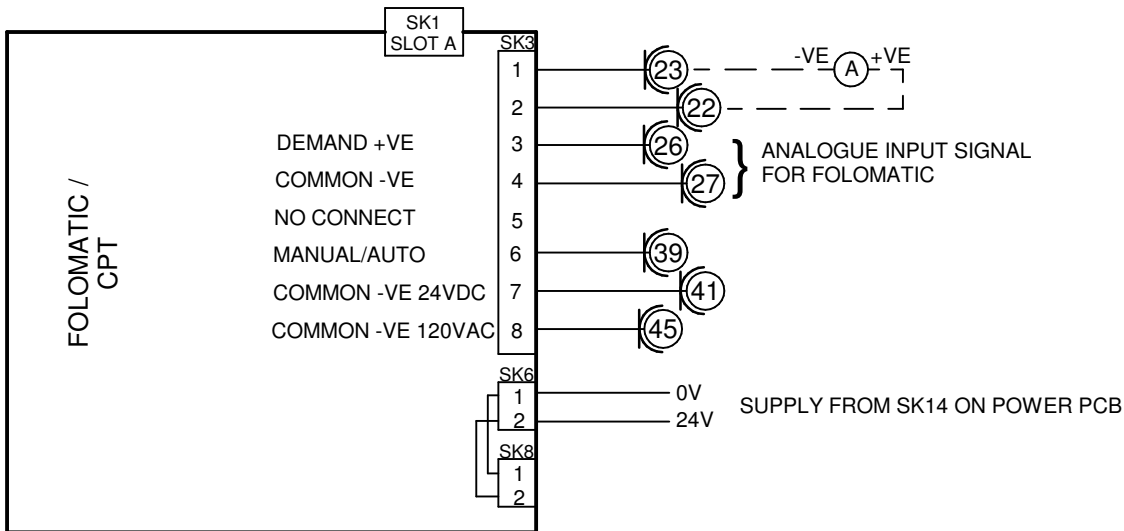 SK1
SLOT A
SK3
1
23
-VE
A
+VE
2
22
DEMAND +VE
3
26
ANALOGUE INPUT SIGNAL
FOR FOLOMATIC
COMMON -VE
4
27
NO CONNECT
5
MANUAL/AUTO
6
39
COMMON -VE 24VDC
7
41
COMMON -VE 120VAC
8
45
FOLOMATIC /
CPT
SK6
1
0V
2
24V
SUPPLY FROM SK14 ON POWER PCB
SK8
1
2